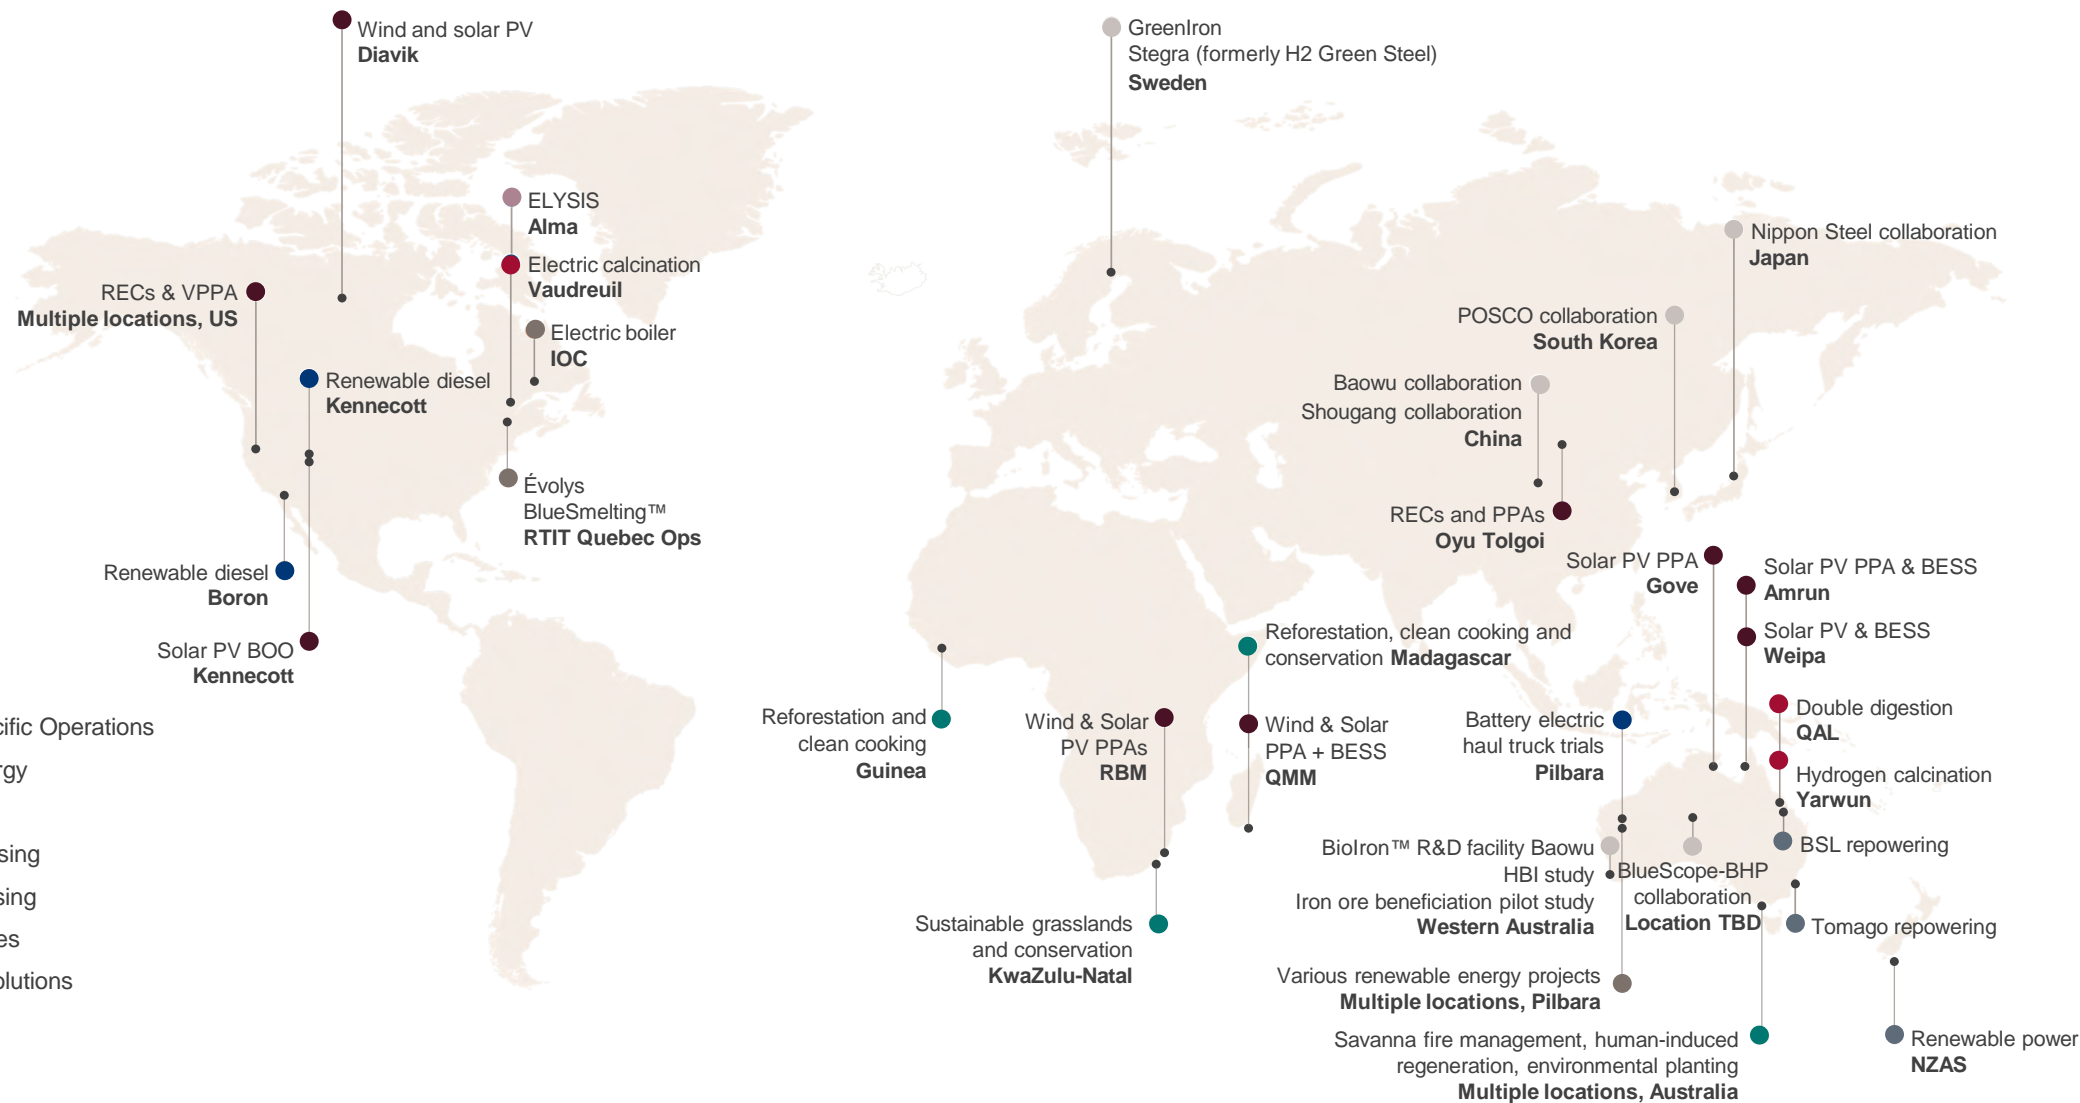 Wind and solar PV
Diavik
GreenIron
Stegra (formerly H2 Green Steel)
Sweden
ELYSIS
Alma
Electric calcination
Vaudreuil
RECs & VPPA
Multiple locations, US
Electric boiler
IOC
Renewable diesel
Kennecott
Évolys
BlueSmelting™
RTIT Quebec Ops
Renewable diesel
Boron
Solar PV BOO
Kennecott
Nippon Steel collaboration
Japan
POSCO collaboration
South Korea
Baowu collaboration
Shougang collaboration
China
RECs and PPAs
Oyu Tolgoi
Solar PV PPA
Gove
Solar PV PPA & BESS
Amrun
Solar PV & BESS
Weipa
Reforestation, clean cooking and
conservation Madagascar
Reforestation and
clean cooking
Guinea
Wind & Solar
PV PPAs
RBM
Wind & Solar
PPA + BESS
QMM
Battery electric
haul truck trials
Pilbara
Double digestion
QAL
Hydrogen calcination
Yarwun
BSL repowering
BioIron™ R&D facility Baowu
HBI study
Iron ore beneficiation pilot study
Western Australia
BlueScope-BHP
collaboration
Location TBD
Tomago repowering
Sustainable grasslands
and conservation
KwaZulu-Natal
Various renewable energy projects
Multiple locations, Pilbara
Savanna fire management, human-induced
regeneration, environmental planting
Multiple locations, Australia
Renewable power
NZAS
Operations